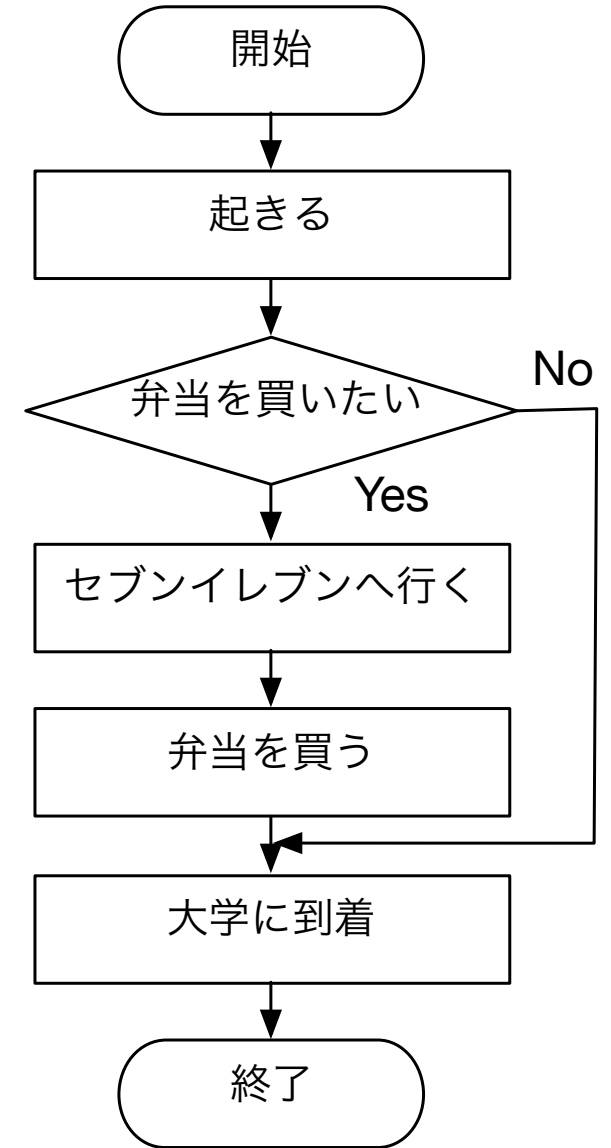 開始
起きる
弁当を買いたい
No
Yes
セブンイレブンへ行く
弁当を買う
大学に到着
終了